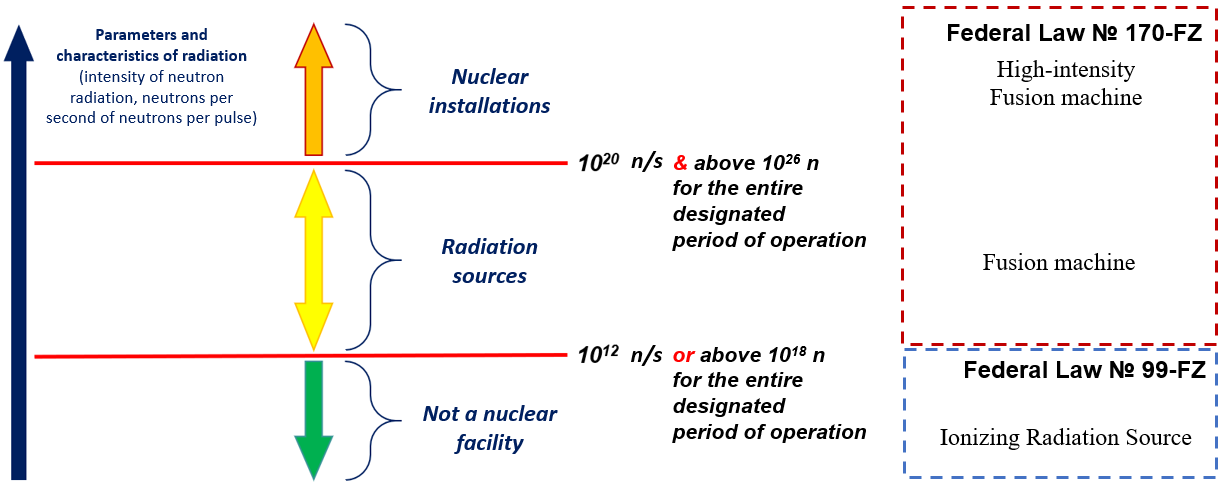 Parameters and
characteristics of radiation
(intensity of neutron
radiation, neutrons per
second of neutrons per pulse)
Nuclear
installations
10²⁰ n/s & above 10²⁶ n
for the entire
designated
period of operation
Radiation
sources
10¹² n/s or above 10¹⁸ n
for the entire
designated
period of operation
Not a nuclear
facility
Federal Law № 170-FZ
High-intensity
Fusion machine
Fusion machine
Federal Law № 99-FZ
Ionizing Radiation Source